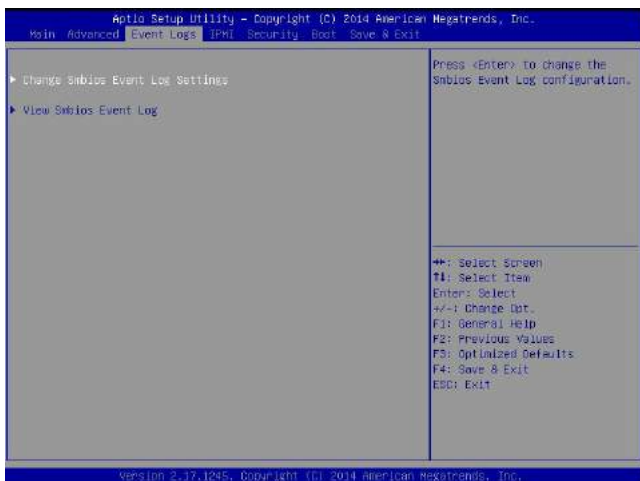 Aptio Setup Utility – Copyright (C) 2014 American Megatrends, Inc.
Main Advanced Event Logs IPMI Security Boot Save & Exit
▶ Change Smbios Event Log Settings
▶ View Smbios Event Log
Press <Enter> to change the
Smbios Event Log configuration.
→←: Select Screen
↑↓: Select Item
Enter: Select
+/-: Change Opt.
F1: General Help
F2: Previous Values
F3: Optimized Defaults
F4: Save & Exit
ESC: Exit
Version 2.17.1245. Copyright (C) 2014 American Megatrends, Inc.